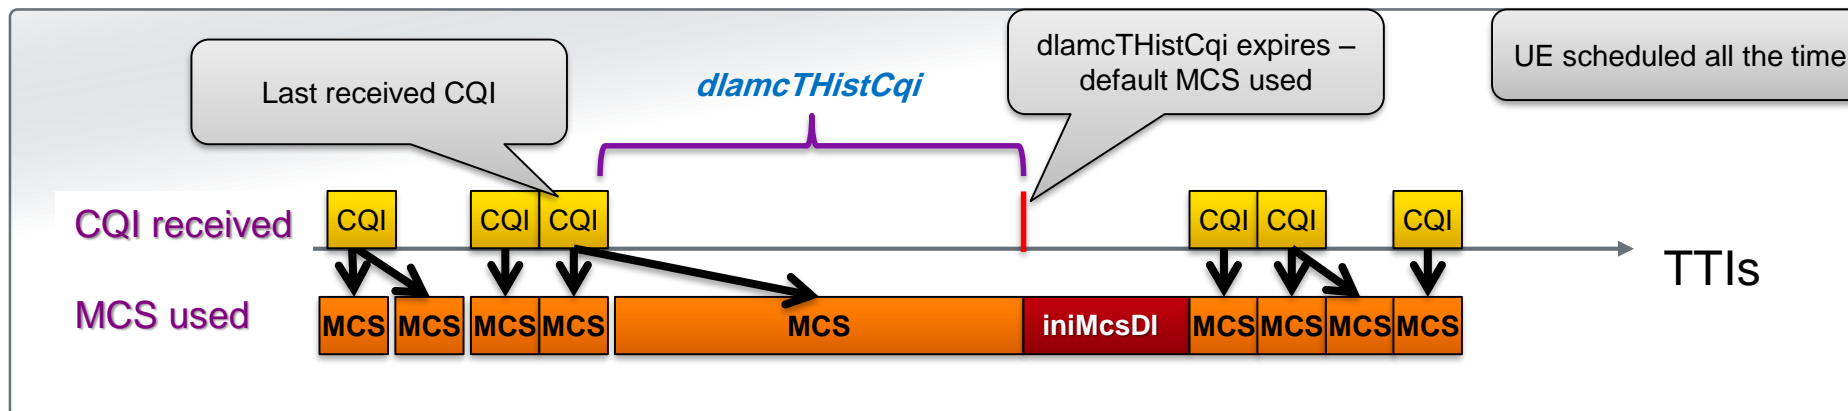 dlamcTHistCqi expires –
default MCS used
UE scheduled all the time
Last received CQI
dlamcTHistCqi
CQI received
CQI CQI CQI CQI CQI CQI
TTIs
MCS used
MCS MCS MCS MCS MCS iniMcsDl MCS MCS MCS MCS